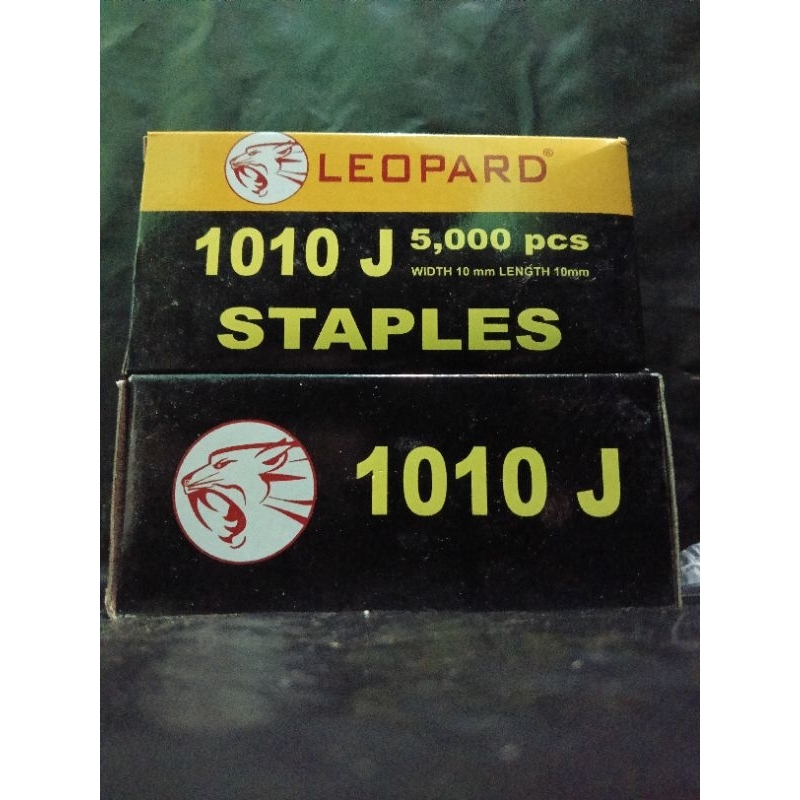 LEOPARD®
1010 J 5,000 pcs
WIDTH 10 mm LENGTH 10mm
STAPLES
1010 J